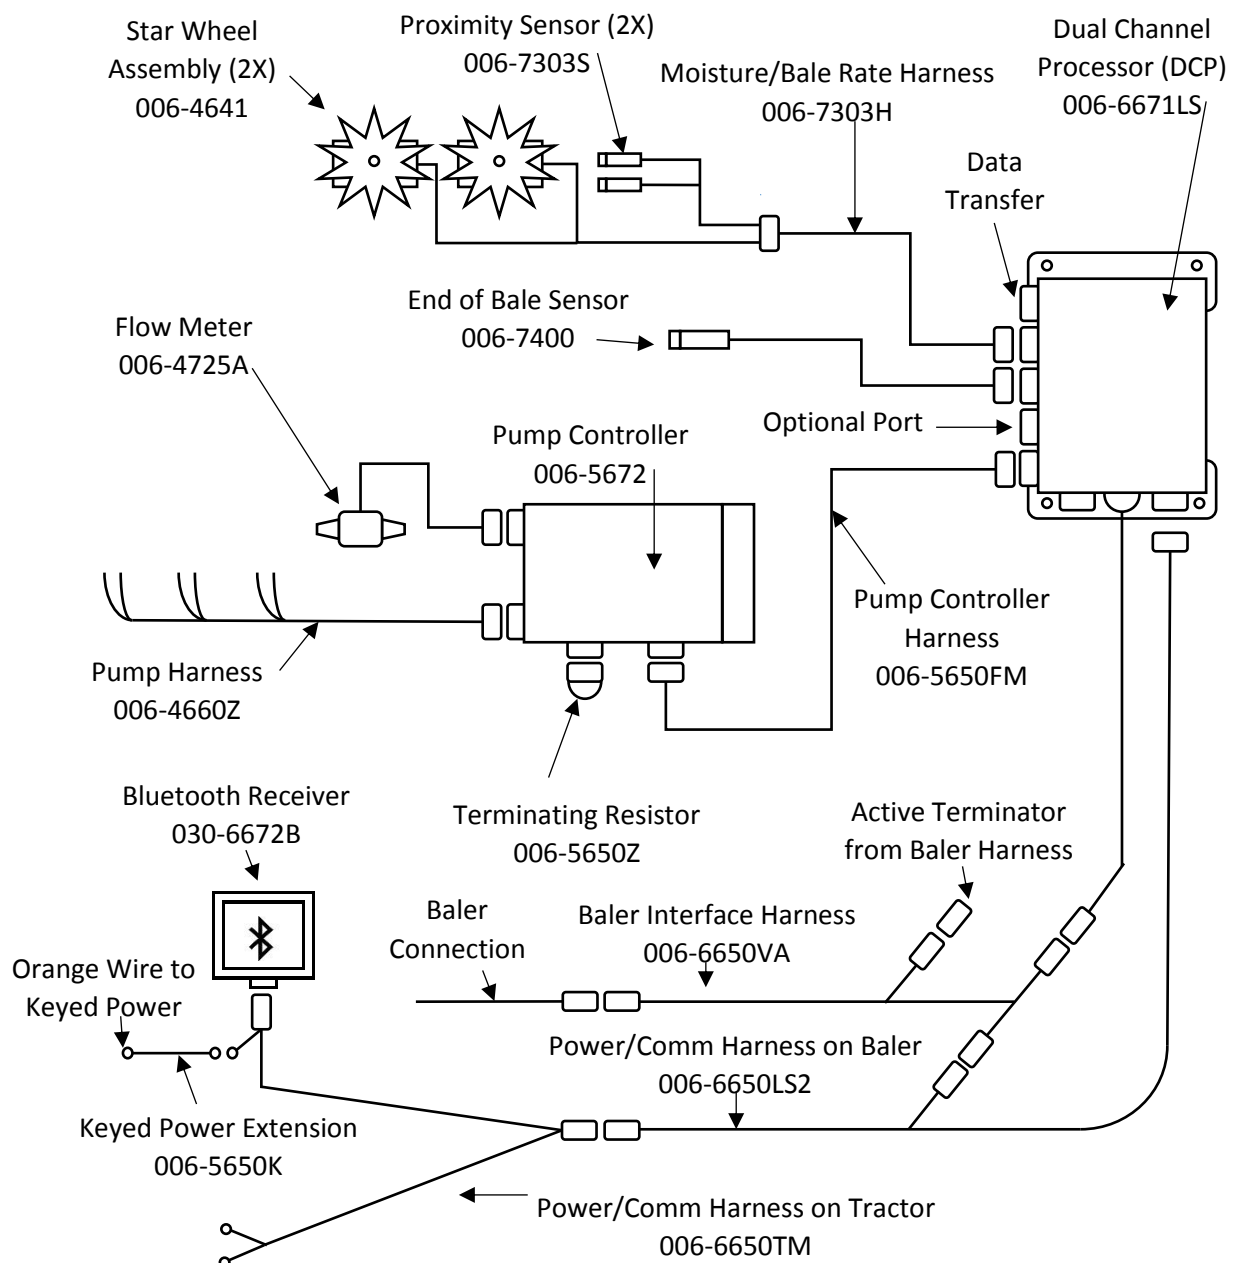 Star Wheel
Assembly (2X)
006-4641
Proximity Sensor (2X)
006-7303S
Moisture/Bale Rate Harness
006-7303H
Dual Channel
Processor (DCP)
006-6671LS
Data
Transfer
End of Bale Sensor
006-7400
Flow Meter
006-4725A
Optional Port
Pump Controller
006-5672
Pump Controller
Harness
006-5650FM
Pump Harness
006-4660Z
Bluetooth Receiver
030-6672B
Terminating Resistor
006-5650Z
Active Terminator
from Baler Harness
Baler
Connection
Baler Interface Harness
006-6650VA
Orange Wire to
Keyed Power
Power/Comm Harness on Baler
006-6650LS2
Keyed Power Extension
006-5650K
Power/Comm Harness on Tractor
006-6650TM